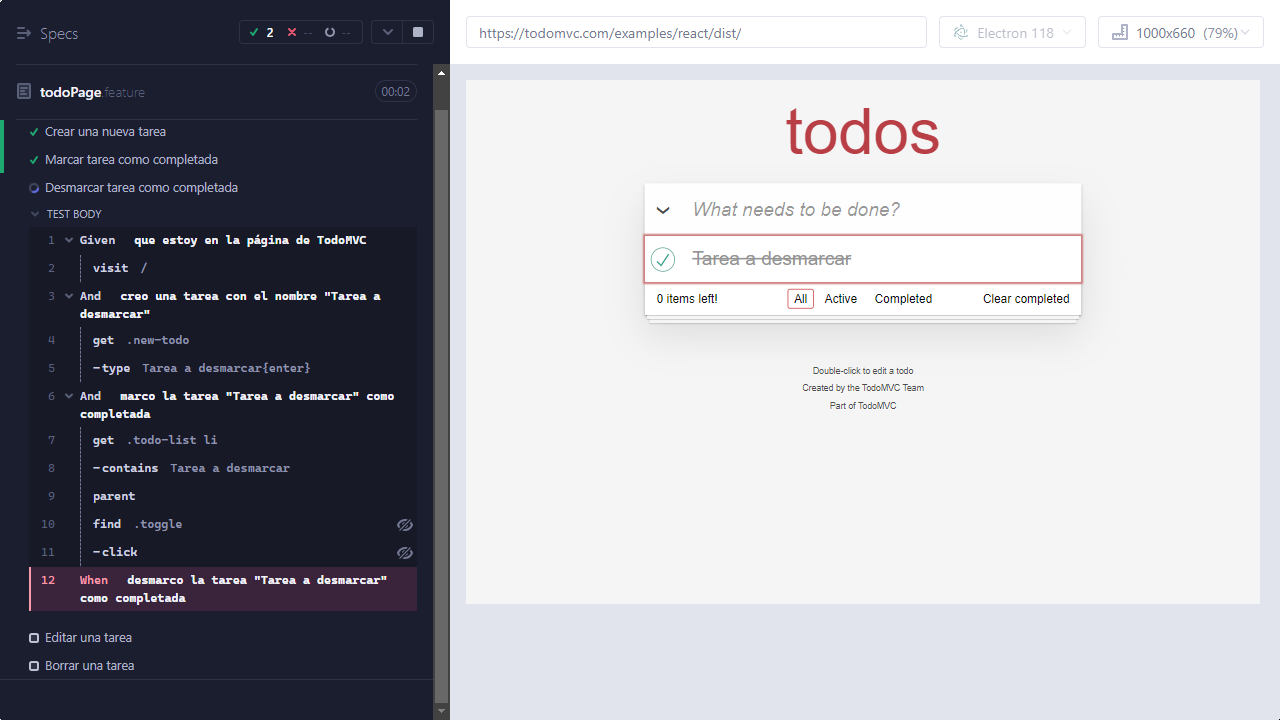 Specs
2 -- --
todoPage.feature 00:02
Crear una nueva tarea
Marcar tarea como completada
Desmarcar tarea como completada
TEST BODY
1 Given que estoy en la página de TodoMVC
2 visit /
3 And creo una tarea con el nombre "Tarea a
desmarcar"
4 get .new-todo
5 -type Tarea a desmarcar{enter}
6 And marco la tarea "Tarea a desmarcar" como
completada
7 get .todo-list li
8 -contains Tarea a desmarcar
9 parent
10 find .toggle
11 -click
12 When desmarco la tarea "Tarea a desmarcar"
como completada
Editar una tarea
Borrar una tarea
https://todomvc.com/examples/react/dist/
Electron 118
1000x660 (79%)
todos
What needs to be done?
Tarea a desmarcar
0 items left!
All Active Completed
Clear completed
Double-click to edit a todo
Created by the TodoMVC Team
Part of TodoMVC